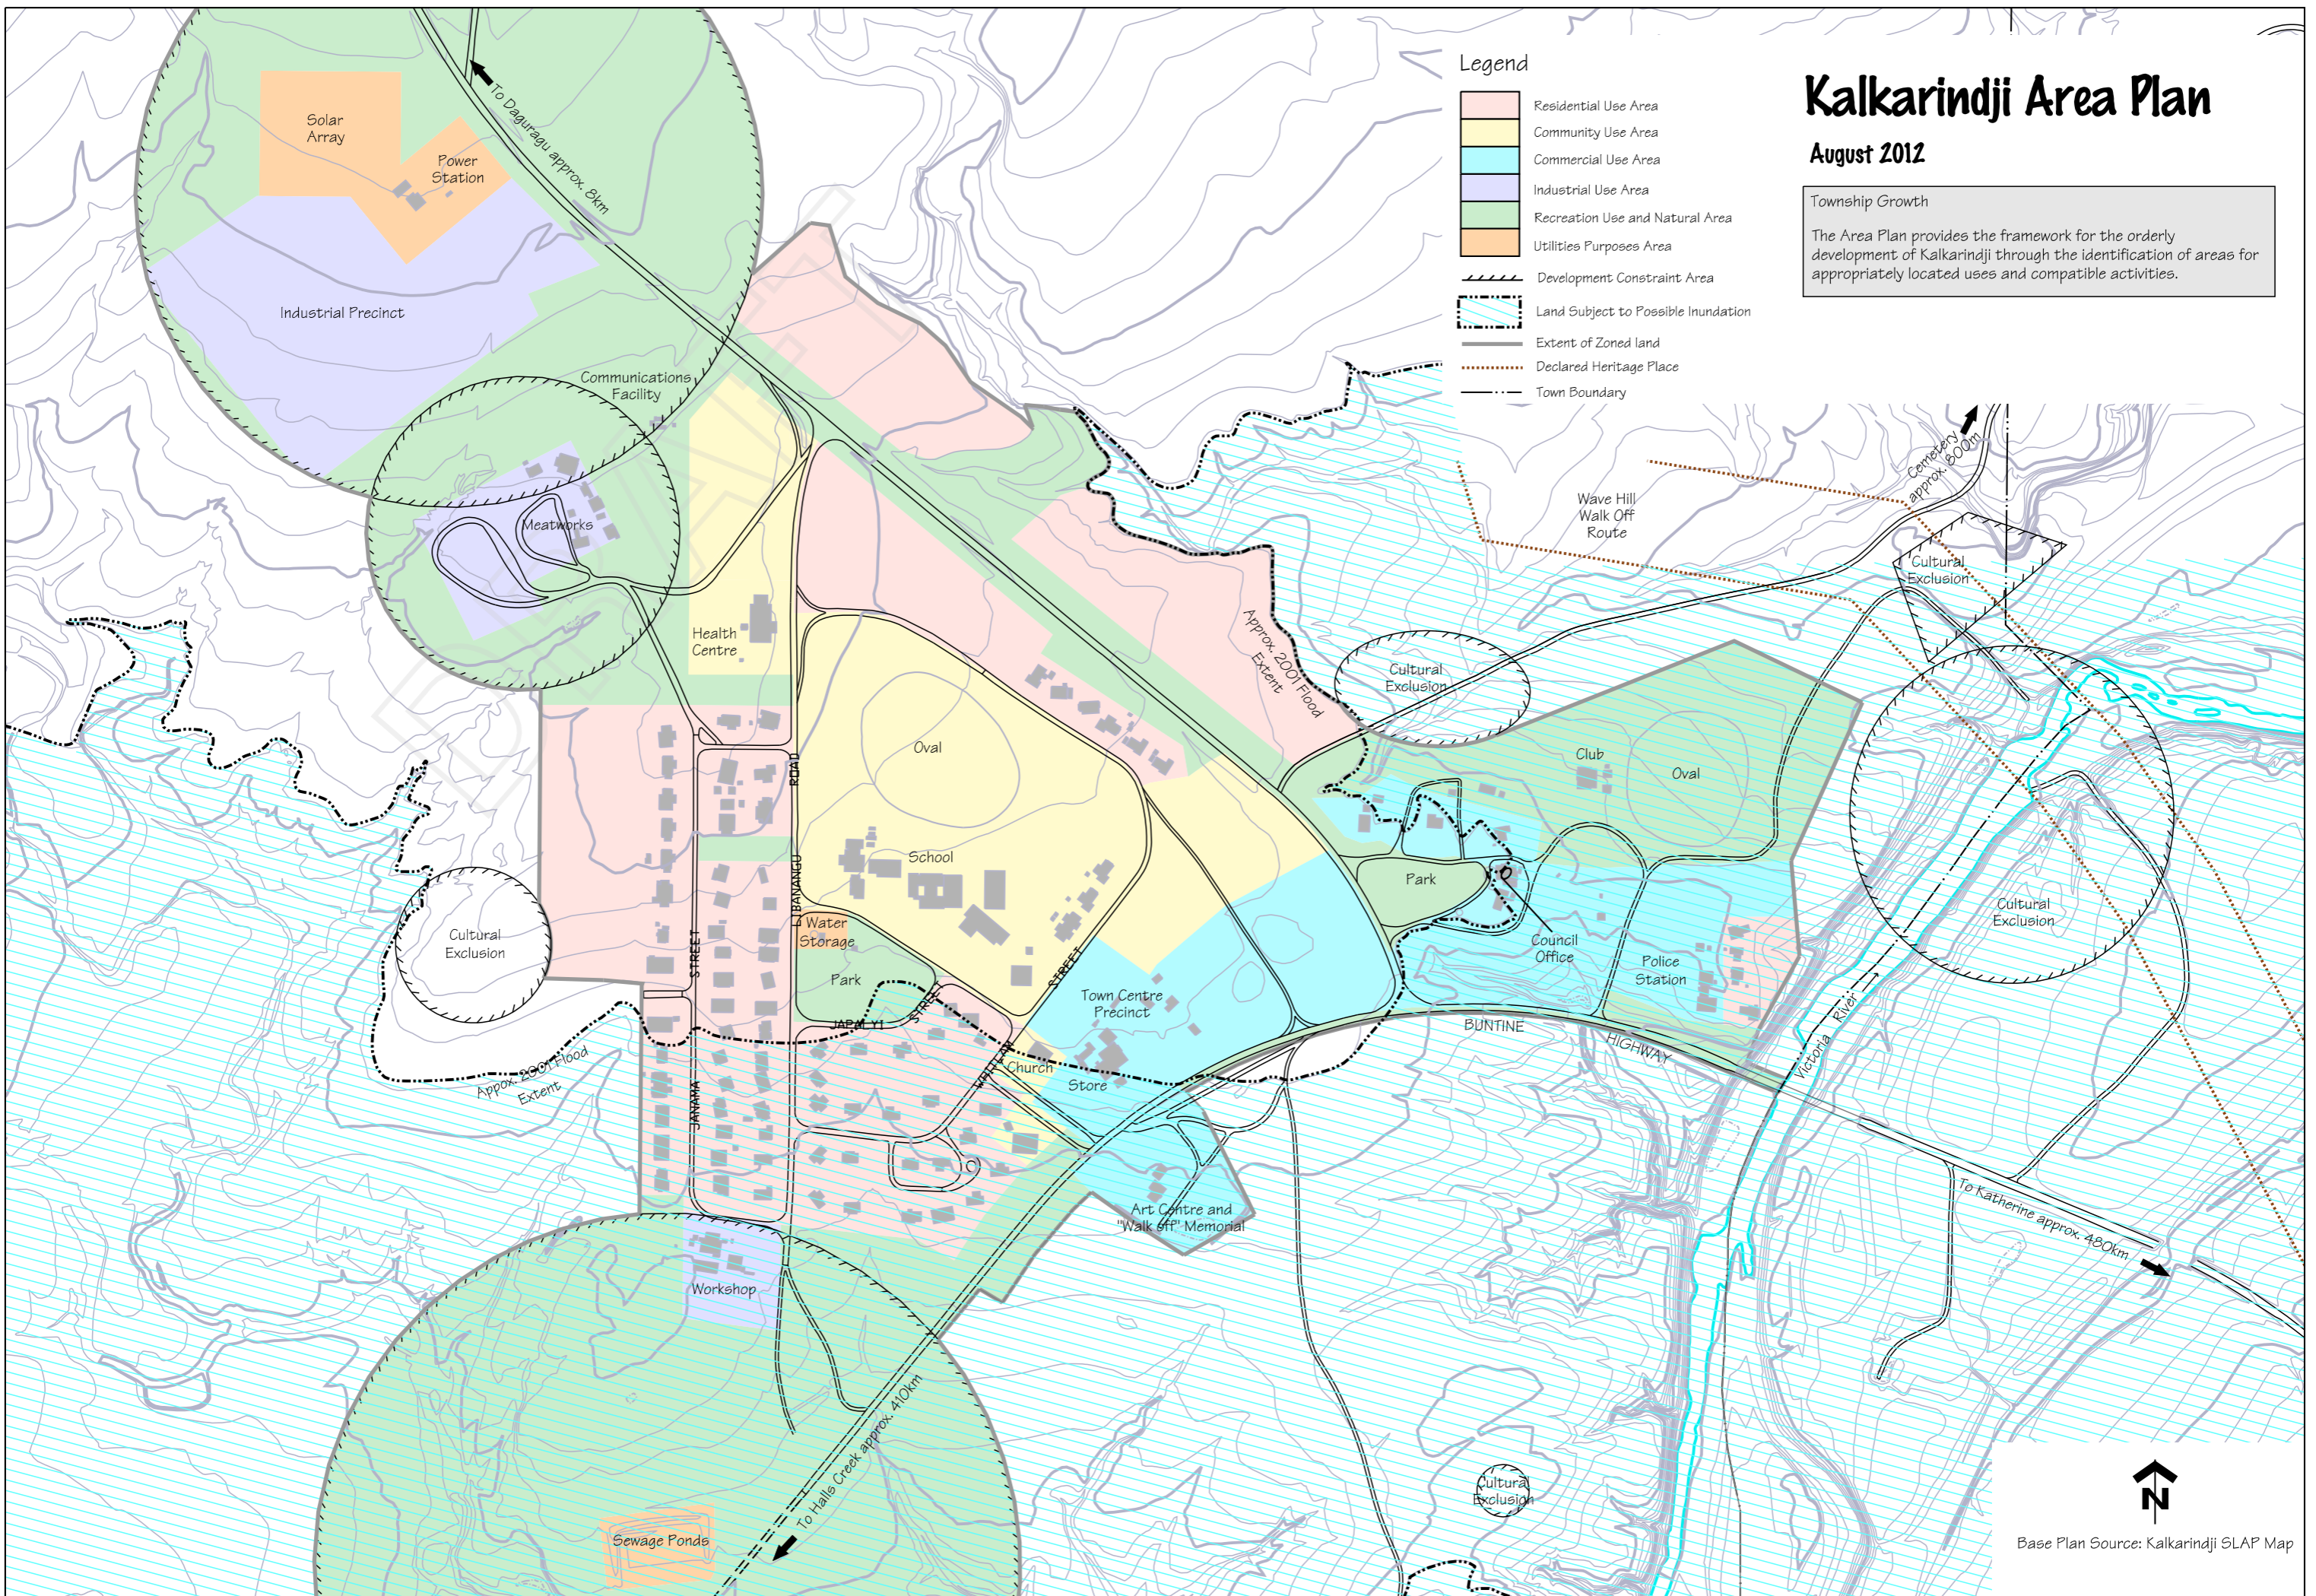 Kalkarindji Area Plan
August 2012
Township Growth
The Area Plan provides the framework for the orderly
development of Kalkarindji through the identification of areas for
appropriately located uses and compatible activities.
Legend
Residential Use Area
Community Use Area
Commercial Use Area
Industrial Use Area
Recreation Use and Natural Area
Utilities Purposes Area
Development Constraint Area
Land Subject to Possible Inundation
Extent of Zoned land
Declared Heritage Place
Town Boundary
To Daguragu approx. 8km
Solar
Array
Power
Station
Industrial Precinct
Communications
Facility
Meatworks
Health
Centre
DRAFT
Cemetery
approx. 800m
Wave Hill
Walk Off
Route
Cultural
Exclusion
Approx. 2001 Flood
Extent
Cultural
Exclusion
Oval
Club
Oval
ROAD
LIBANANGU
School
Park
Cultural
Exclusion
Water
Storage
Cultural
Exclusion
STREET
STREET
Council
Office
Police
Station
Park
Town Centre
Precinct
JAPALYI
STREET
BUNTINE
HIGHWAY
Victoria River
Appox. 2001 Flood
Extent
Church
WHITLAM
Store
JANAMA
Art Centre and
"Walk off" Memorial
To Katherine approx. 480km
Workshop
To Halls Creek approx. 410km
Cultural
Exclusion
Sewage Ponds
N
Base Plan Source: Kalkarindji SLAP Map